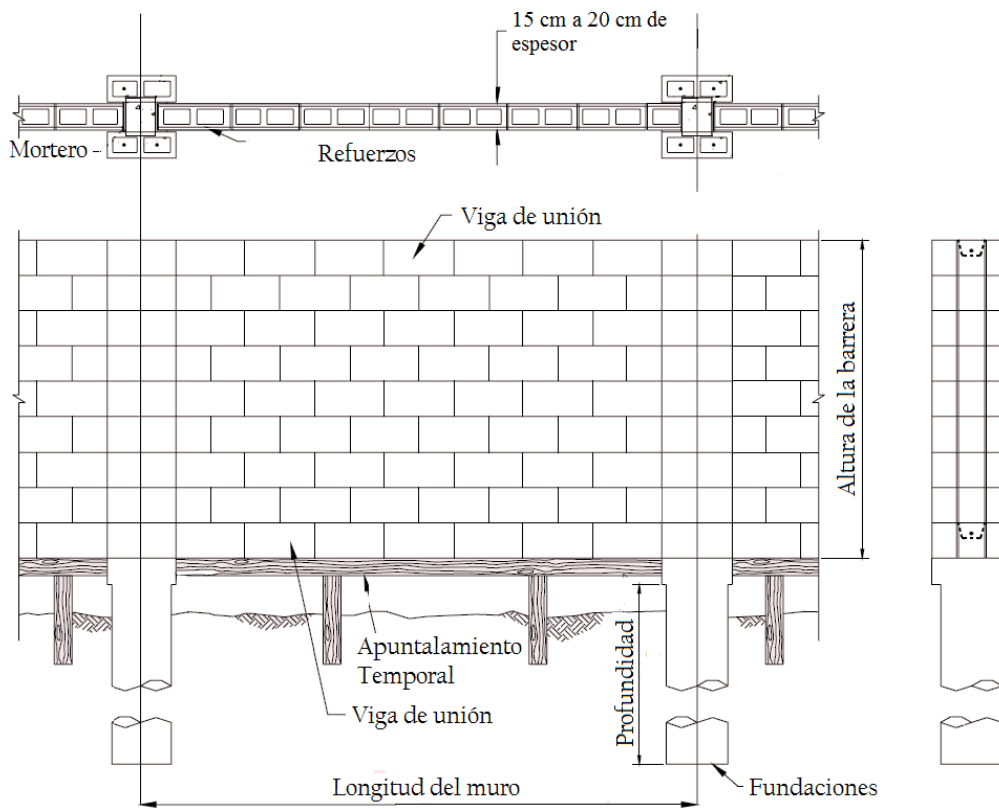 15 cm a 20 cm de
espesor
Mortero
Refuerzos
Viga de unión
Altura de la barrera
Apuntalamiento
Temporal
Profundidad
Viga de unión
Longitud del muro
Fundaciones